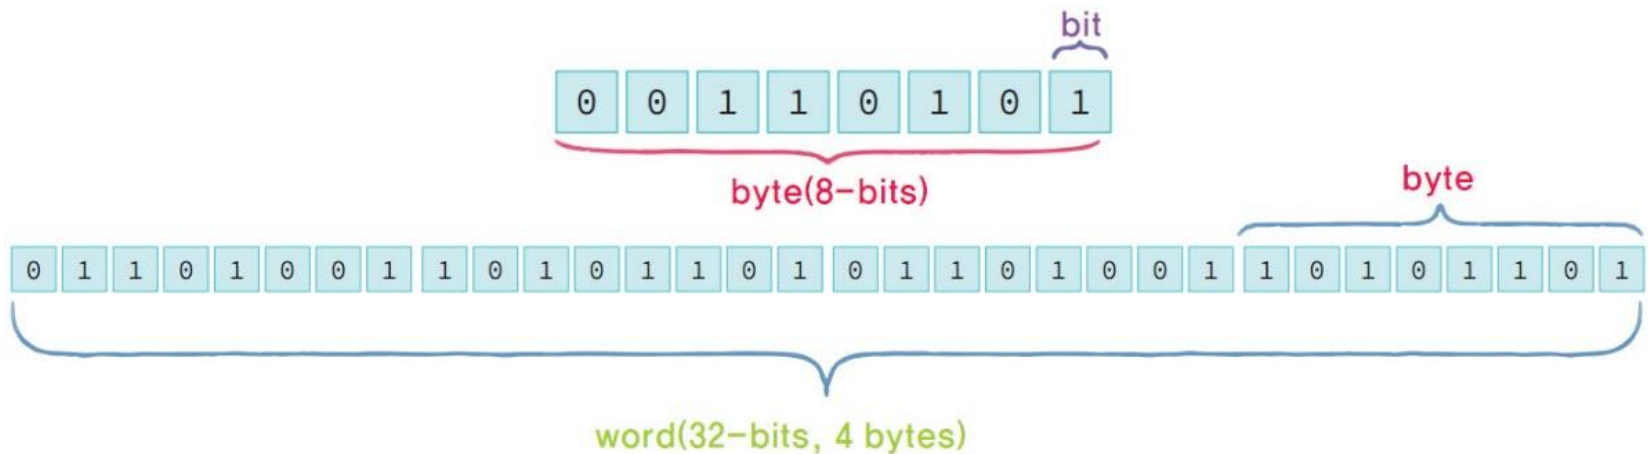 bit
0 0 1 1 0 1 0 1
byte(8-bits)
byte
0 1 1 0 1 0 0 1 1 0 1 0 1 1 0 1 0 1 1 0 1 0 0 1 1 0 1 0 1 1 0 1
word(32-bits, 4 bytes)